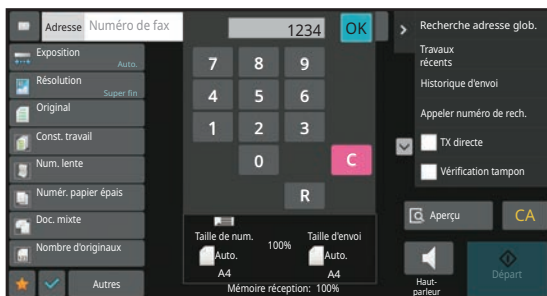 Adresse Numéro de fax
1234 OK
Exposition
Auto.
Résolution
Super fin
Original
Const. travail
Num. lente
Numér. papier épais
Doc. mixte
Nombre d'originaux
Autres
7 8 9
4 5 6
1 2 3
0 C
R
Taille de num.
100%
Taille d'envoi
Auto.
Auto.
A4
A4
Mémoire réception: 100%
Recherche adresse glob.
Travaux
récents
Historique d'envoi
Appeler numéro de rech.
TX directe
Vérification tampon
Aperçu
CA
Haut-
parleur
Départ